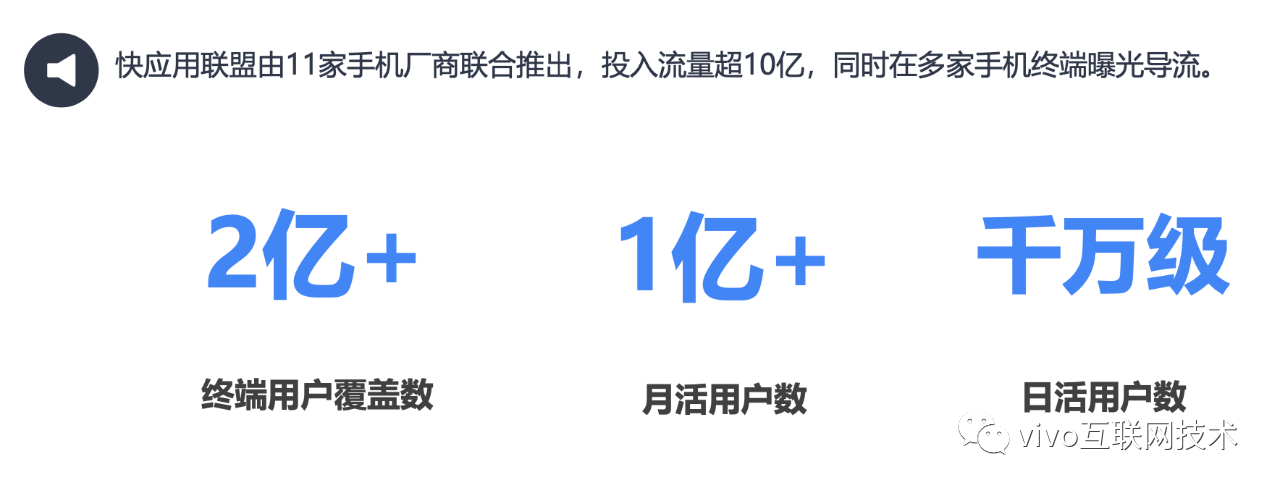 快应用联盟由11家手机厂商联合推出，投入流量超10亿，同时在多家手机终端曝光导流。
2亿+ 1亿+ 千万级
终端用户覆盖数 月活用户数 日活用户数
vivo互联网技术